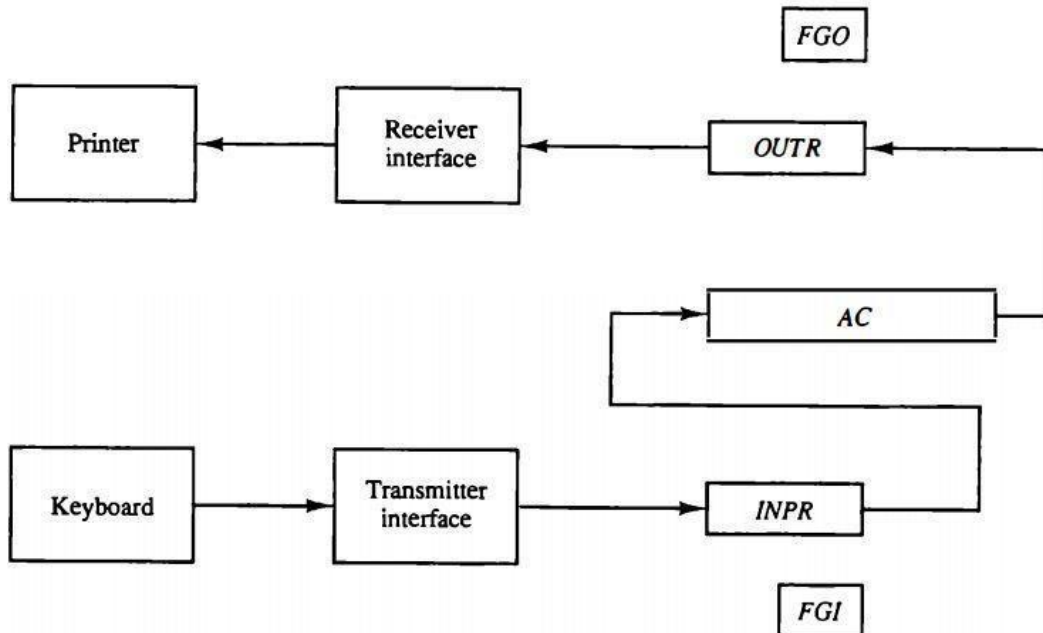 FGO
Printer
Receiver
interface
OUTR
AC
Keyboard
Transmitter
interface
INPR
FGI